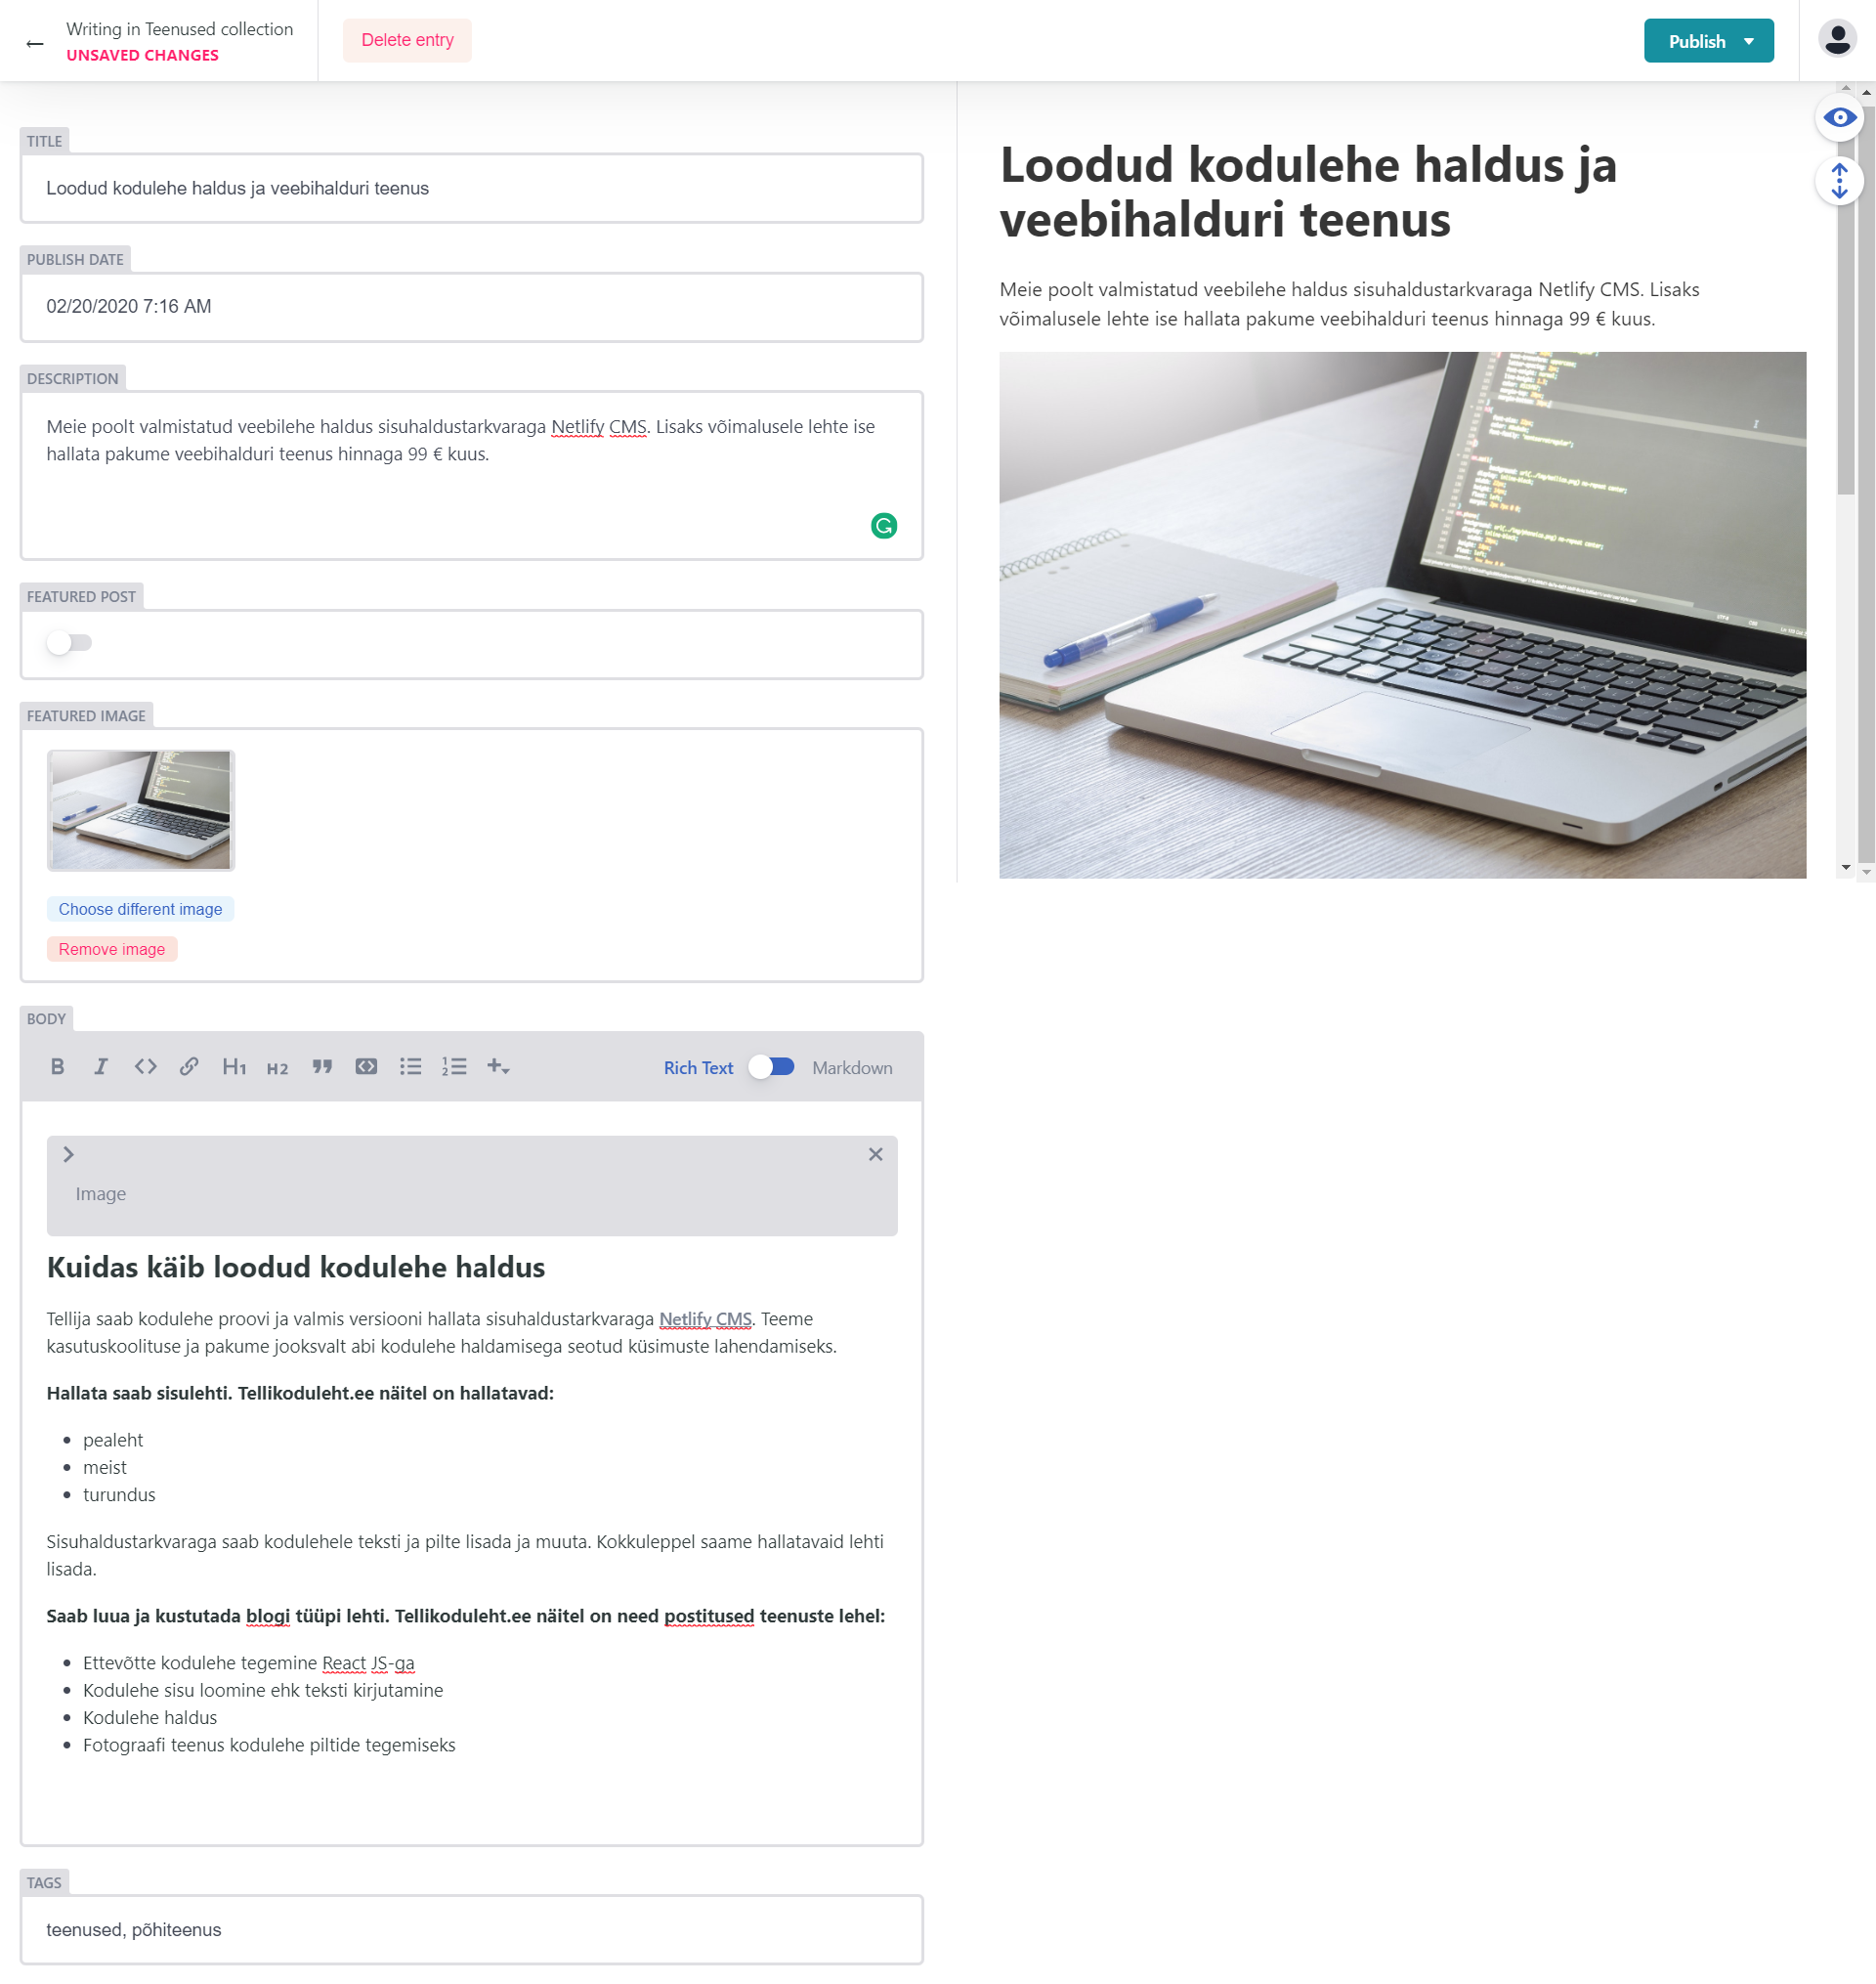 Writing in Teenused collection
UNSAVED CHANGES
Delete entry
Publish
TITLE
Loodud kodulehe haldus ja veebihalduri teenus
PUBLISH DATE
02/20/2020 7:16 AM
DESCRIPTION
Meie poolt valmistatud veebilehe haldus sisuhaldustarkvaraga Netlify CMS. Lisaks võimalusele lehte ise
hallata pakume veebihalduri teenus hinnaga 99 € kuus.
FEATURED POST
FEATURED IMAGE
Choose different image
Remove image
BODY
B I H1 H2 Rich Text Markdown
Image
Kuidas käib loodud kodulehe haldus
Tellija saab kodulehe proovi ja valmis versiooni hallata sisuhaldustarkvaraga Netlify CMS. Teeme
kasutuskoolituse ja pakume jooksvalt abi kodulehe haldamisega seotud küsimuste lahendamiseks.
Hallata saab sisulehti. Tellikoduleht.ee näitel on hallatavad:
• pealeht
• meist
• turundus
Sisuhaldustarkvaraga saab kodulehele teksti ja pilte lisada ja muuta. Kokkuleppel saame hallatavaid lehti
lisada.
Saab luua ja kustutada blogi tüüpi lehti. Tellikoduleht.ee näitel on need postitused teenuste lehel:
• Ettevõtte kodulehe tegemine React JS-ga
• Kodulehe sisu loomine ehk teksti kirjutamine
• Kodulehe haldus
• Fotograafi teenus kodulehe piltide tegemiseks
TAGS
teenused, põhiteenus
Loodud kodulehe haldus ja
veebihalduri teenus
Meie poolt valmistatud veebilehe haldus sisuhaldustarkvaraga Netlify CMS. Lisaks
võimalusele lehte ise hallata pakume veebihalduri teenus hinnaga 99 € kuus.